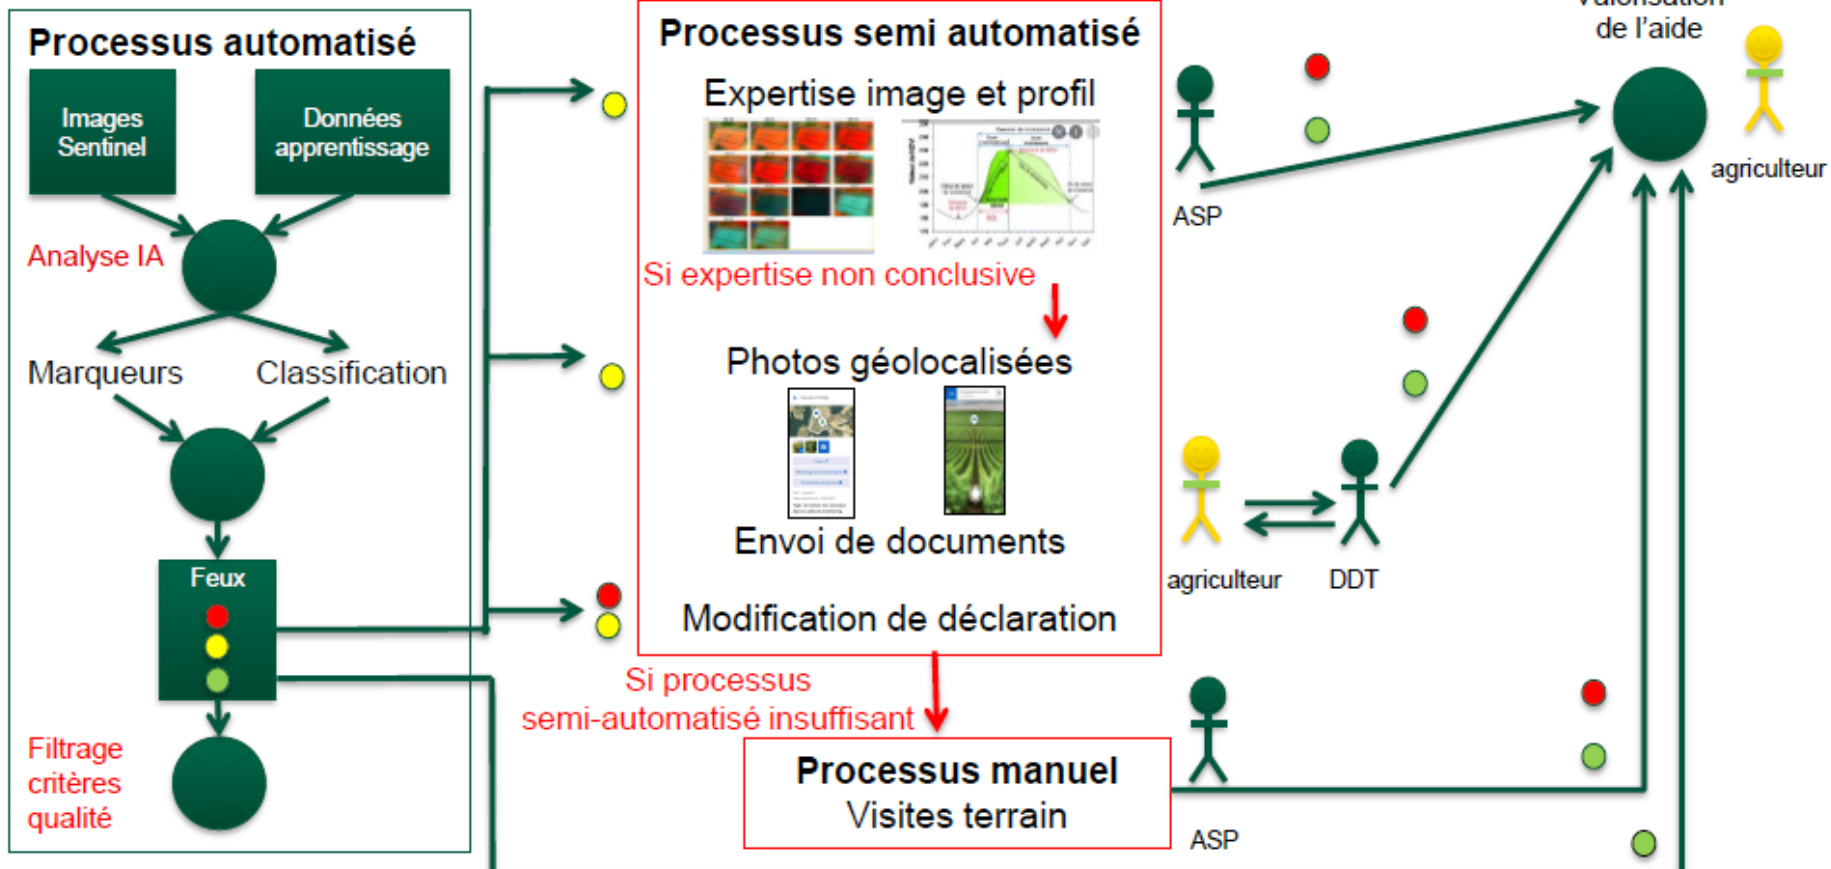 Processus automatisé
Images
Sentinel
Données
apprentissage
Analyse IA
Marqueurs
Classification
Feux
Filtrage
critères
qualité
Processus semi automatisé
Expertise image et profil
Si expertise non conclusive
Photos géolocalisées
Envoi de documents
Modification de déclaration
Si processus
semi-automatisé insuffisant
Processus manuel
Visites terrain
ASP
agriculteur
DDT
ASP
de l'aide
agriculteur